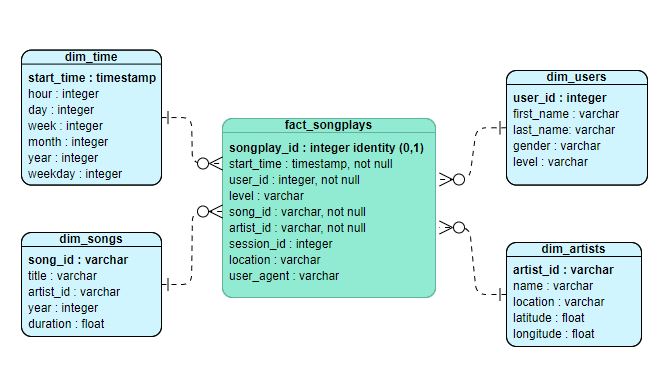 dim_time
start_time : timestamp
hour : integer
day : integer
week : integer
month : integer
year : integer
weekday : integer
dim_songs
song_id : varchar
title : varchar
artist_id : varchar
year : integer
duration : float
fact_songplays
songplay_id : integer identity (0,1)
start_time : timestamp, not null
user_id : integer, not null
level : varchar
song_id : varchar, not null
artist_id : varchar, not null
session_id : integer
location : varchar
user_agent : varchar
dim_users
user_id : integer
first_name : varchar
last_name: varchar
gender : varchar
level : varchar
dim_artists
artist_id : varchar
name : varchar
location : varchar
latitude : float
longitude : float